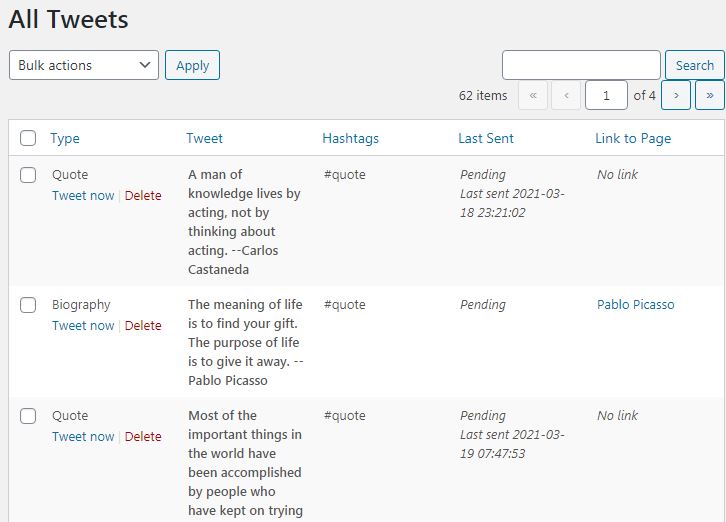 All Tweets
Bulk actions Apply Search
62 items « ‹ 1 of 4 › »
Type Tweet Hashtags Last Sent Link to Page
Quote
Tweet now | Delete
A man of
knowledge lives by
acting, not by
thinking about
acting. --Carlos
Castaneda
#quote
Pending
Last sent 2021-03-
18 23:21:02
No link
Biography
Tweet now | Delete
The meaning of life
is to find your gift.
The purpose of life
is to give it away. --
Pablo Picasso
#quote
Pending
Pablo Picasso
Quote
Tweet now | Delete
Most of the
important things in
the world have
been accomplished
by people who
have kept on trying
#quote
Pending
Last sent 2021-03-
19 07:47:53
No link